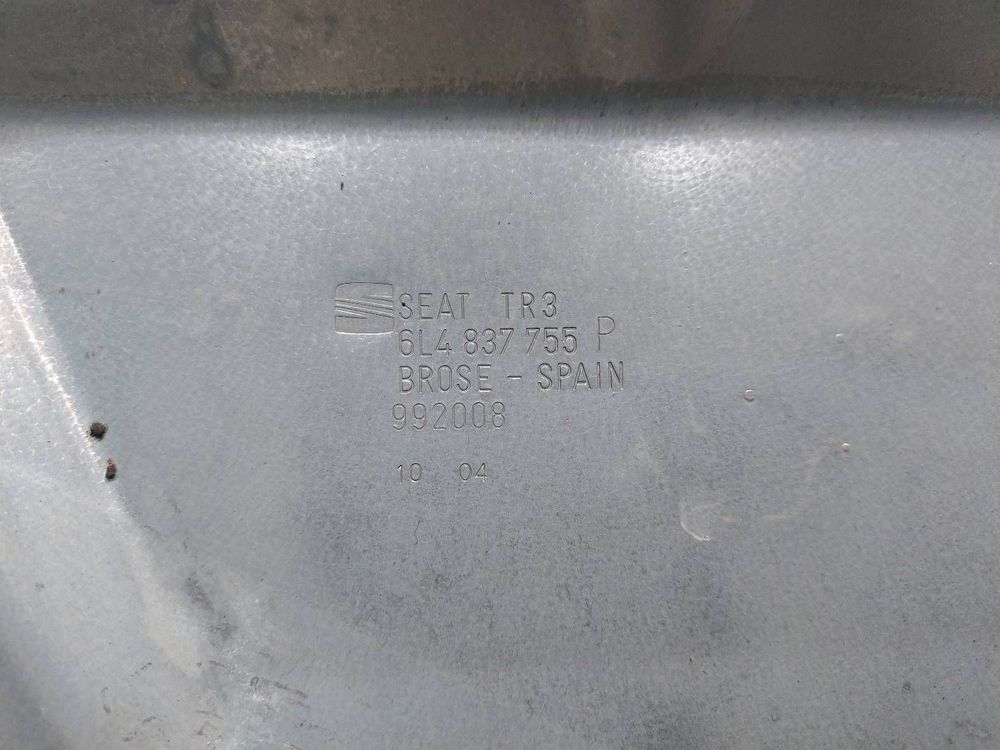 SEAT TR3
6L4 837 755 P
BROSE - SPAIN
992008
10 04